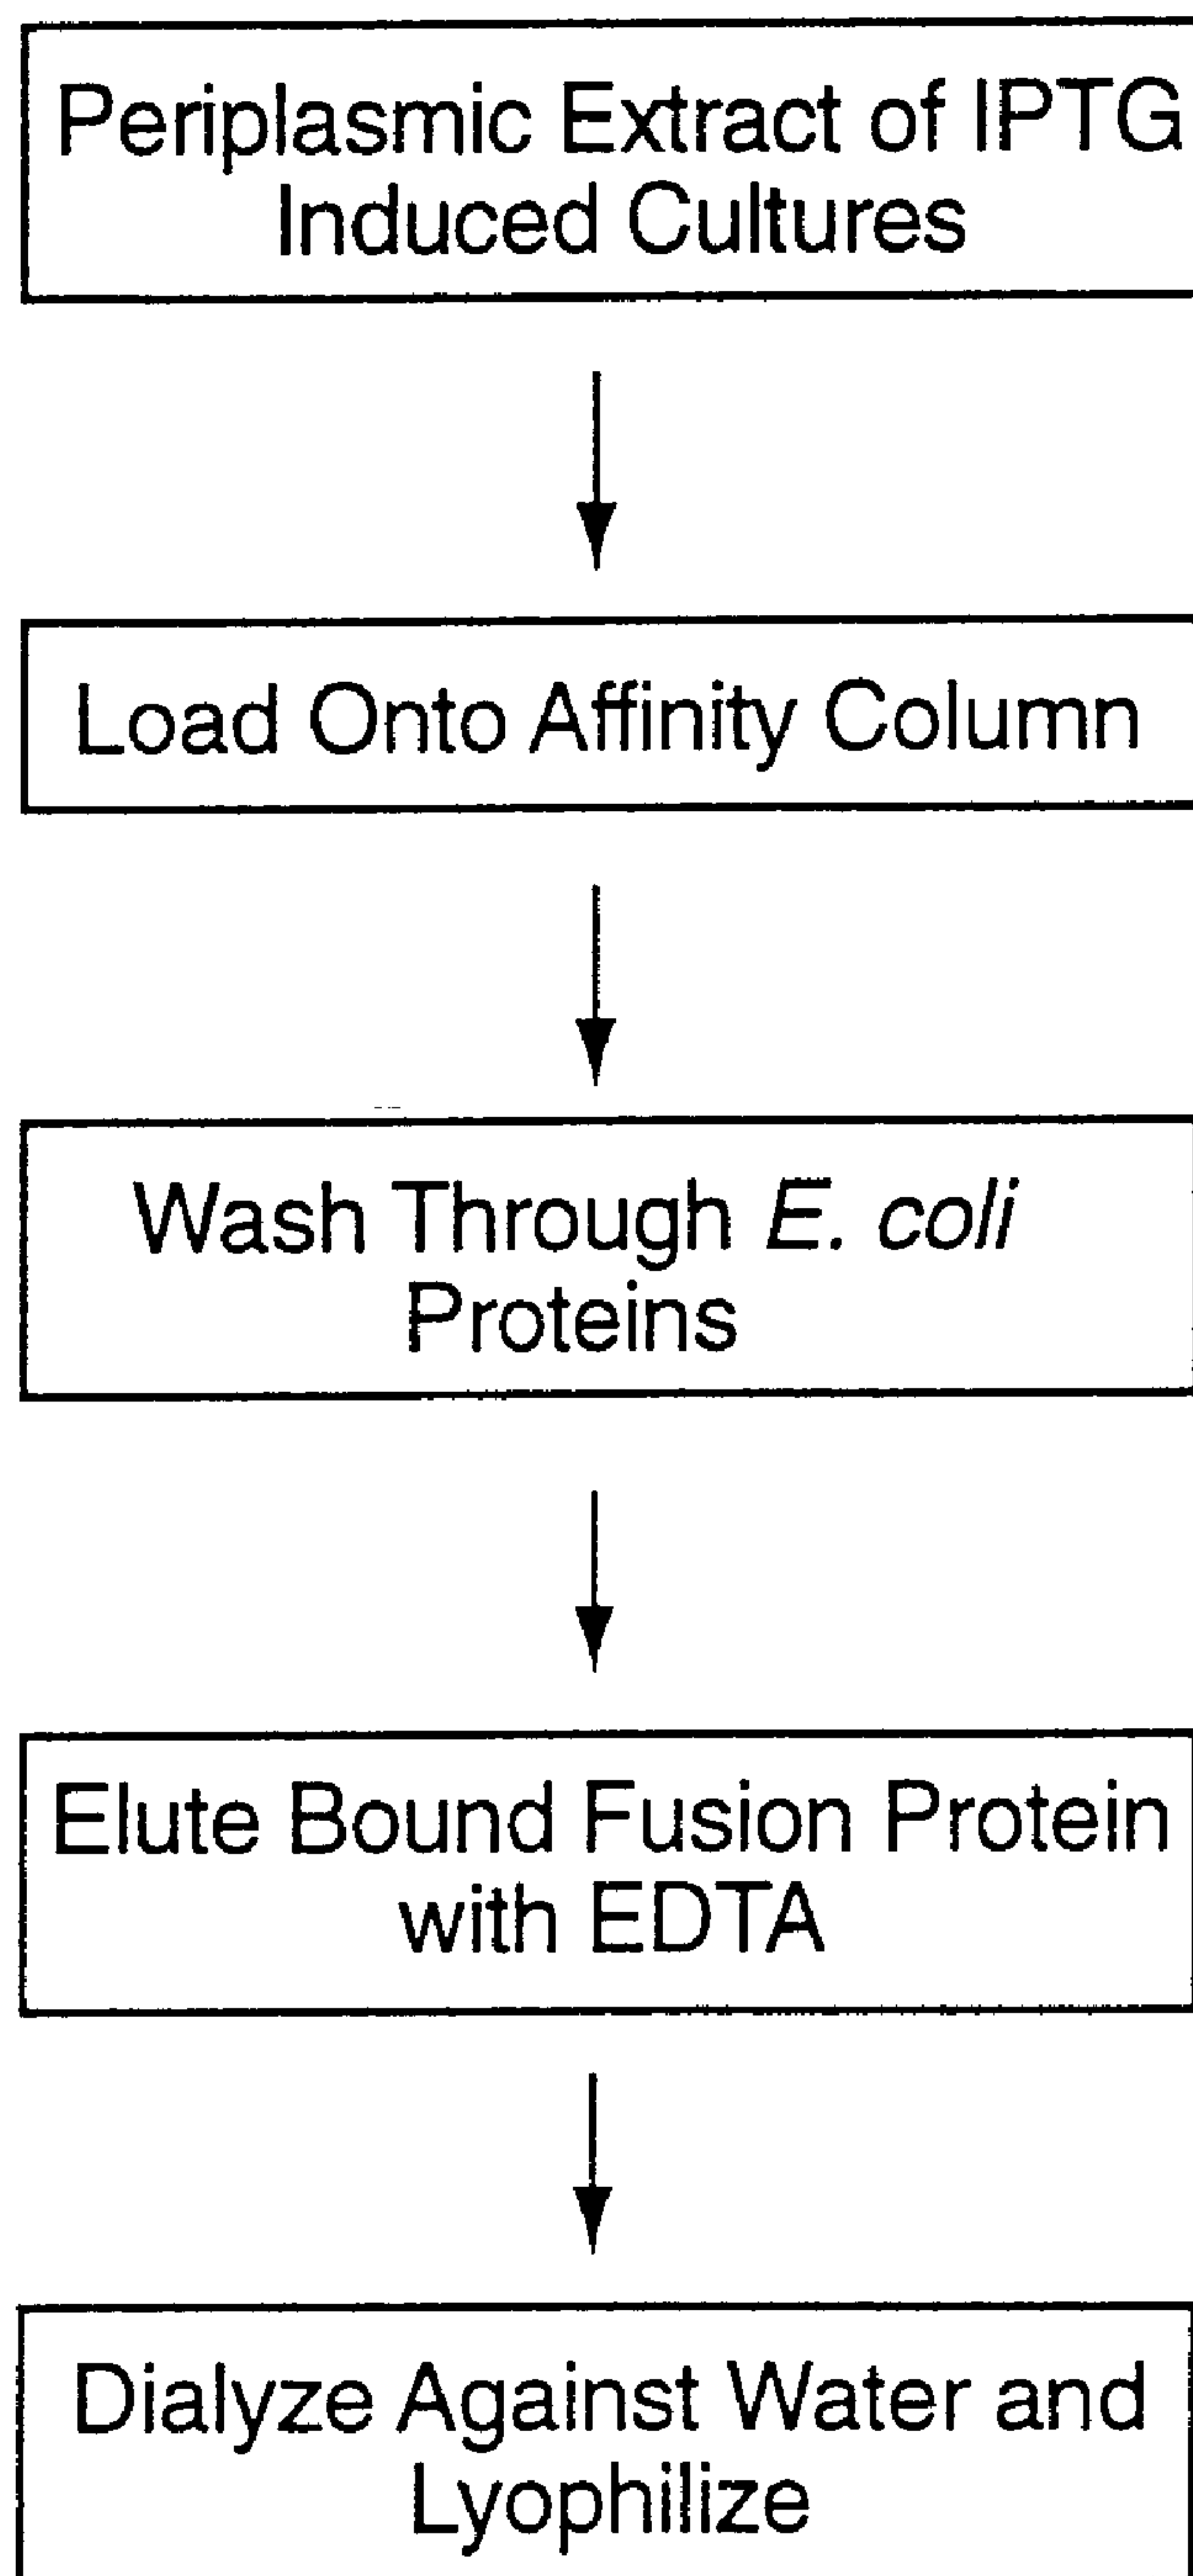 Periplasmic Extract of IPTG
Induced Cultures
Load Onto Affinity Column
Wash Through E. coli
Proteins
Elute Bound Fusion Protein
with EDTA
Dialyze Against Water and
Lyophilize